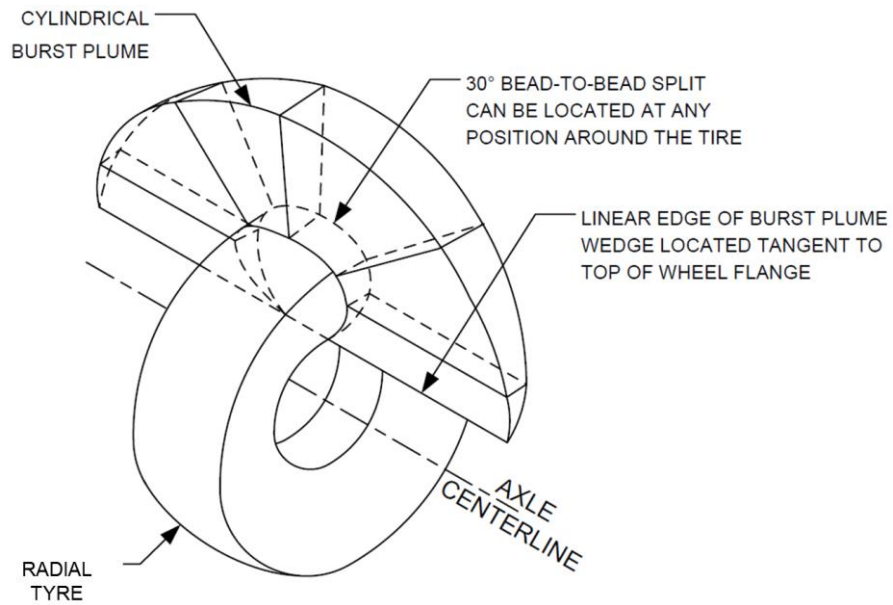 CYLINDRICAL
BURST PLUME
30° BEAD-TO-BEAD SPLIT
CAN BE LOCATED AT ANY
POSITION AROUND THE TIRE
LINEAR EDGE OF BURST PLUME
WEDGE LOCATED TANGENT TO
TOP OF WHEEL FLANGE
AXLE
CENTERLINE
RADIAL
TYRE